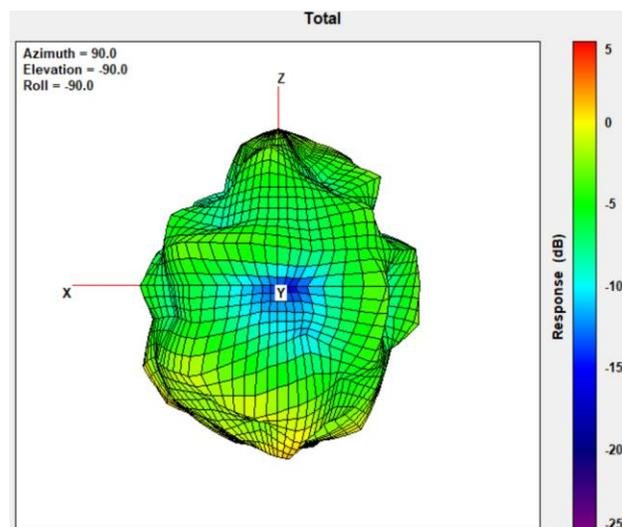 Total
Azimuth = 90.0
Elevation = -90.0
Roll = -90.0
Z
X
Y
5
0
-5
-10
-15
-20
-25
Response (dB)